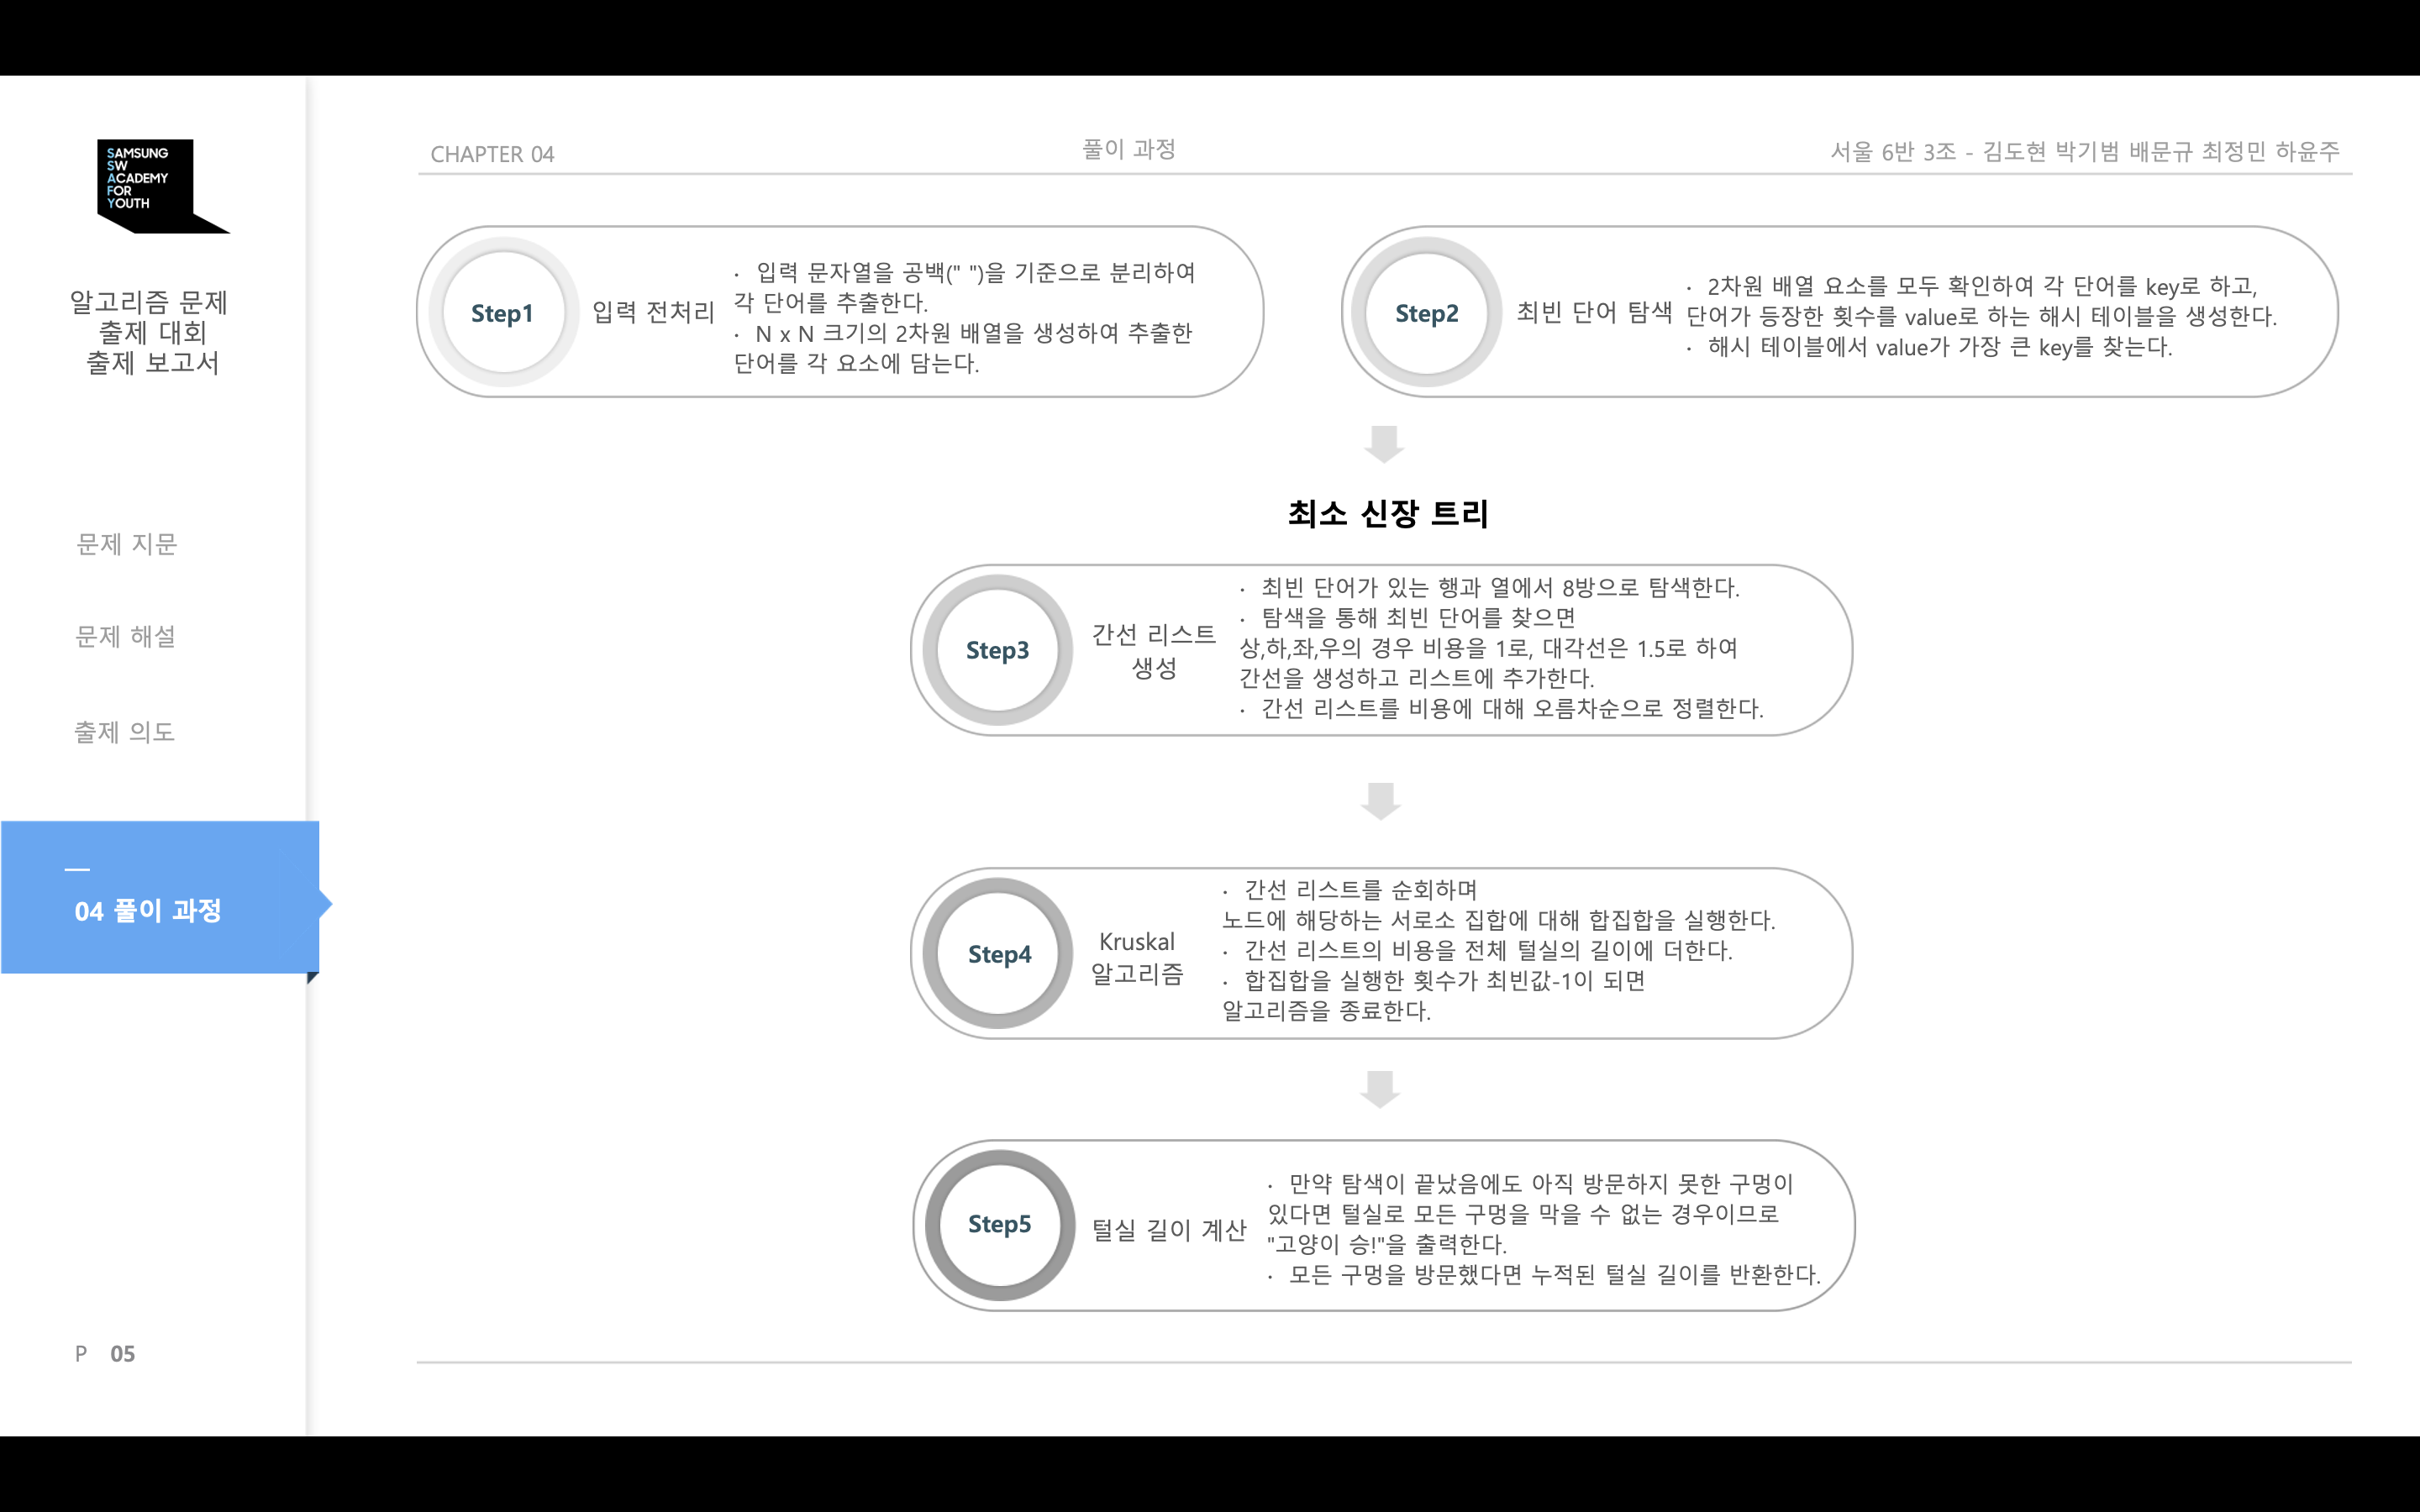 SAMSUNG
SW
ACADEMY
FOR
YOUTH
알고리즘 문제
출제 대회
출제 보고서
문제 지문
문제 해설
출제 의도
04 풀이 과정
P 05
CHAPTER 04
풀이 과정
서울 6반 3조 - 김도현 박기범 배문규 최정민 하윤주
Step1
입력 전처리
· 입력 문자열을 공백(" ")을 기준으로 분리하여
각 단어를 추출한다.
· N x N 크기의 2차원 배열을 생성하여 추출한
단어를 각 요소에 담는다.
Step2
최빈 단어 탐색
· 2차원 배열 요소를 모두 확인하여 각 단어를 key로 하고,
단어가 등장한 횟수를 value로 하는 해시 테이블을 생성한다.
· 해시 테이블에서 value가 가장 큰 key를 찾는다.
최소 신장 트리
Step3
간선 리스트
생성
· 최빈 단어가 있는 행과 열에서 8방으로 탐색한다.
· 탐색을 통해 최빈 단어를 찾으면
상,하,좌,우의 경우 비용을 1로, 대각선은 1.5로 하여
간선을 생성하고 리스트에 추가한다.
· 간선 리스트를 비용에 대해 오름차순으로 정렬한다.
Step4
Kruskal
알고리즘
· 간선 리스트를 순회하며
노드에 해당하는 서로소 집합에 대해 합집합을 실행한다.
· 간선 리스트의 비용을 전체 털실의 길이에 더한다.
· 합집합을 실행한 횟수가 최빈값-1이 되면
알고리즘을 종료한다.
Step5
털실 길이 계산
· 만약 탐색이 끝났음에도 아직 방문하지 못한 구멍이
있다면 털실로 모든 구멍을 막을 수 없는 경우이므로
"고양이 승!"을 출력한다.
· 모든 구멍을 방문했다면 누적된 털실 길이를 반환한다.